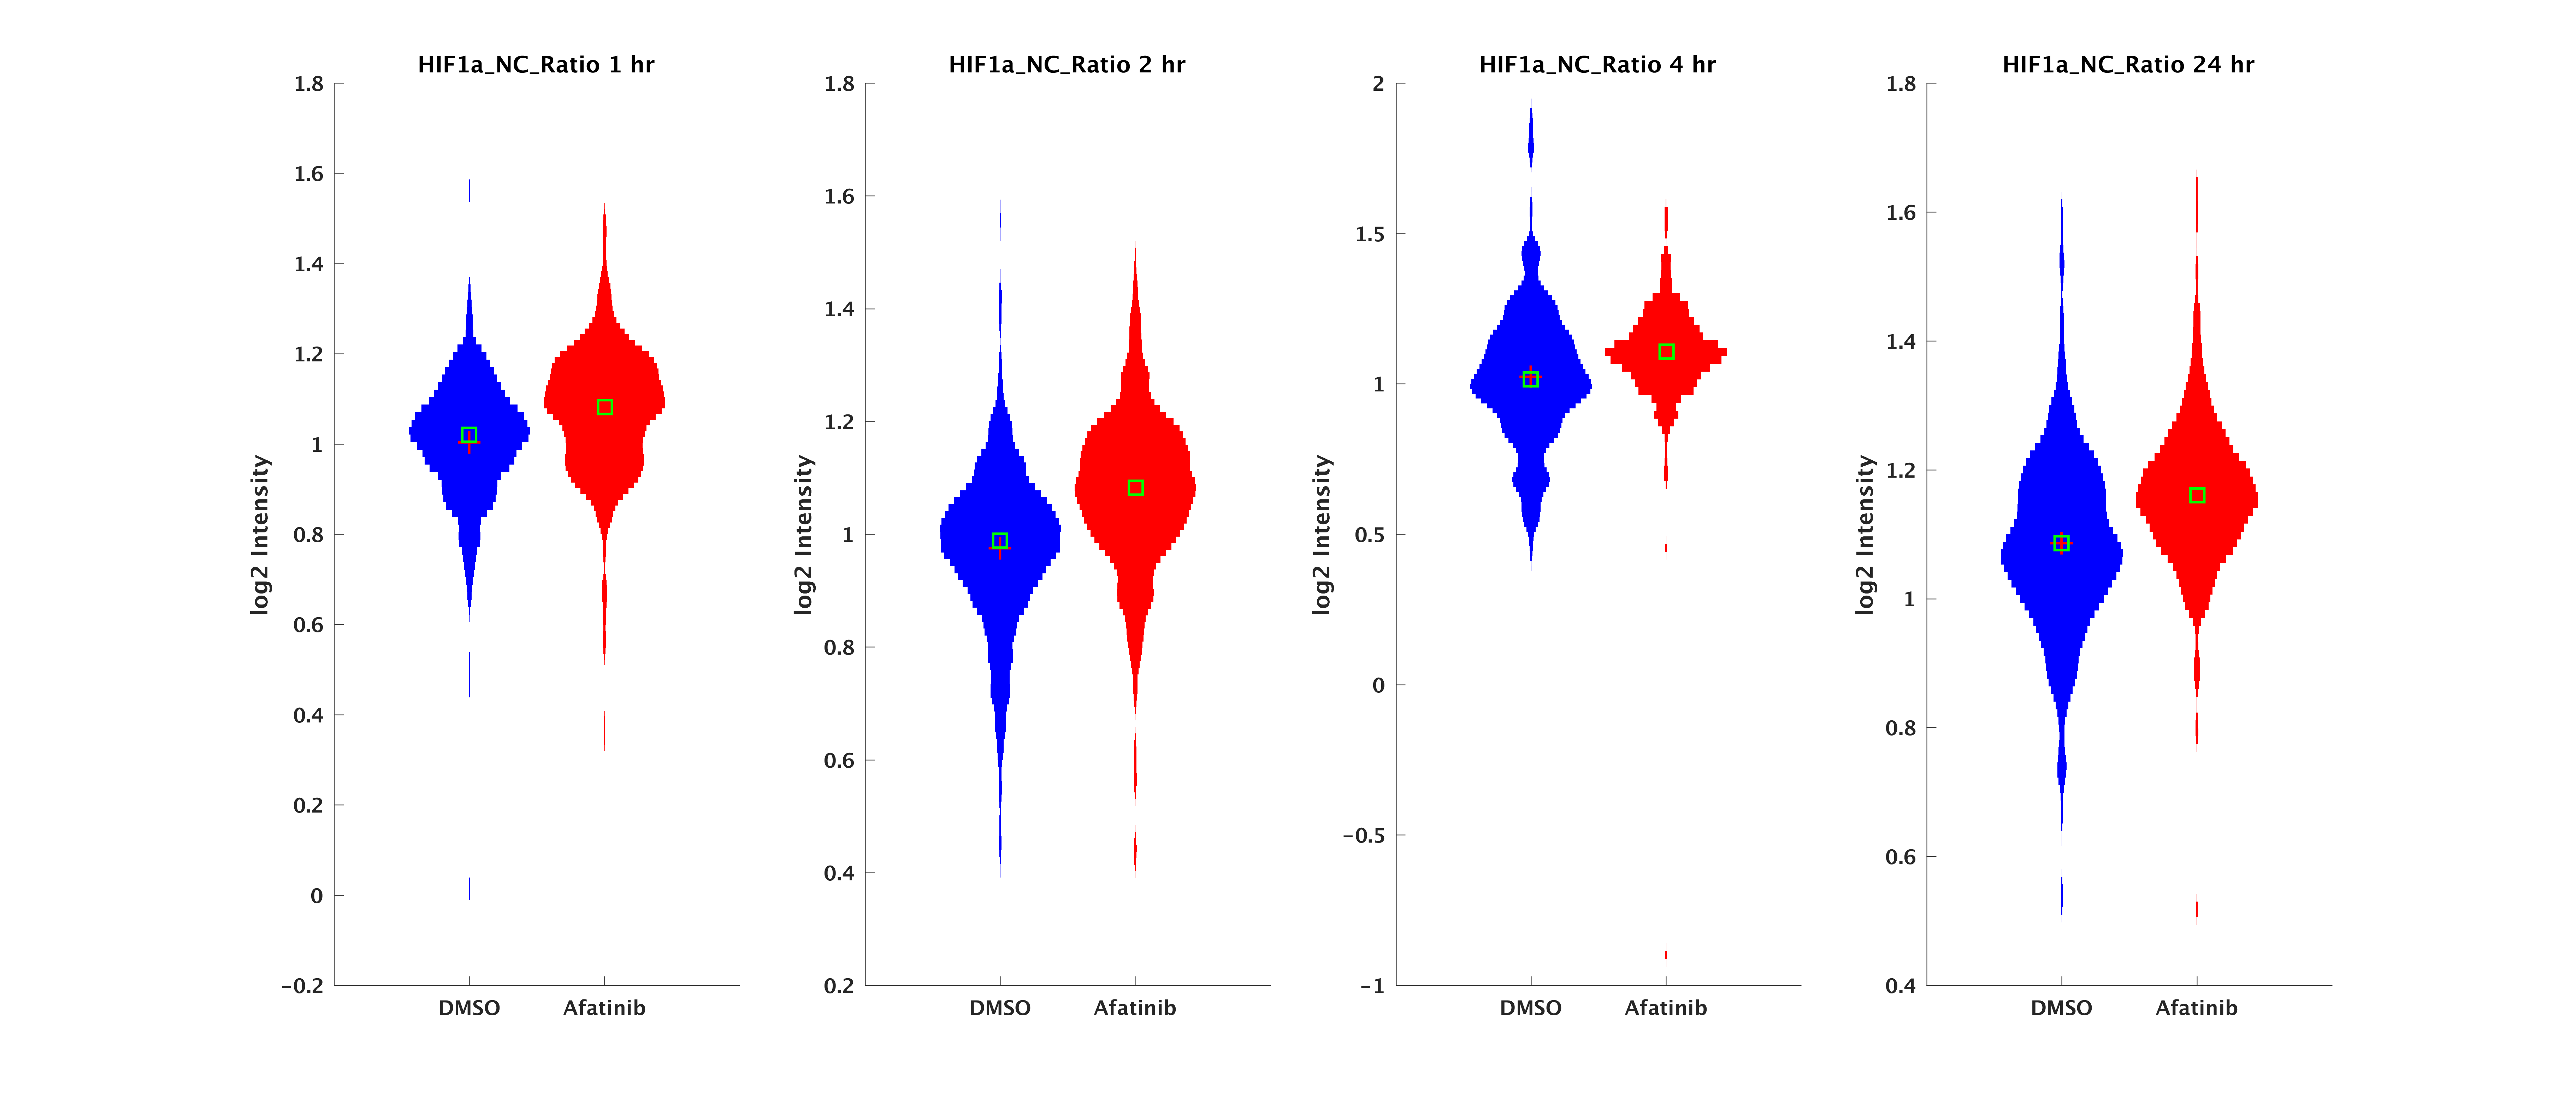 HIF1a_NC_Ratio 1 hr
log2 Intensity
1.8
1.6
1.4
1.2
1
0.8
0.6
0.4
0.2
0
-0.2
DMSO Afatinib
HIF1a_NC_Ratio 2 hr
log2 Intensity
1.8
1.6
1.4
1.2
1
0.8
0.6
0.4
0.2
DMSO Afatinib
HIF1a_NC_Ratio 4 hr
log2 Intensity
2
1.5
1
0.5
0
-0.5
-1
DMSO Afatinib
HIF1a_NC_Ratio 24 hr
log2 Intensity
1.8
1.6
1.4
1.2
1
0.8
0.6
0.4
DMSO Afatinib